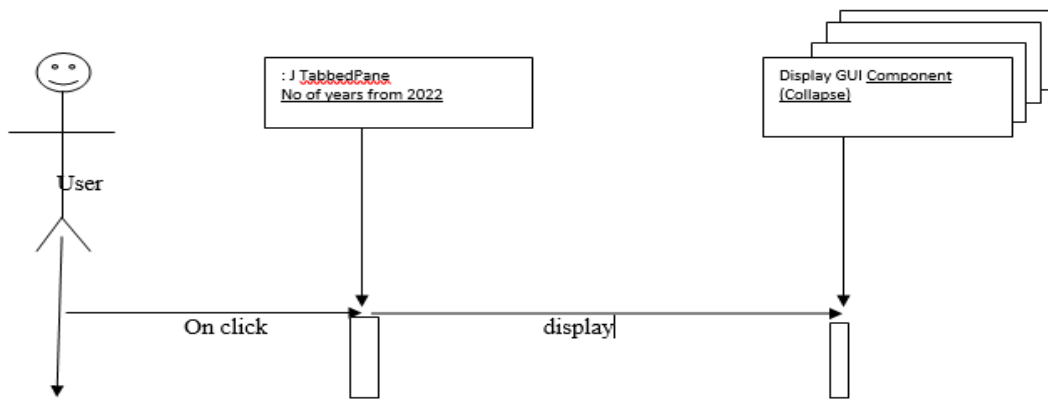 : J TabbedPane
No of years from 2022
Display GUI Component
(Collapse)
User
On click
display